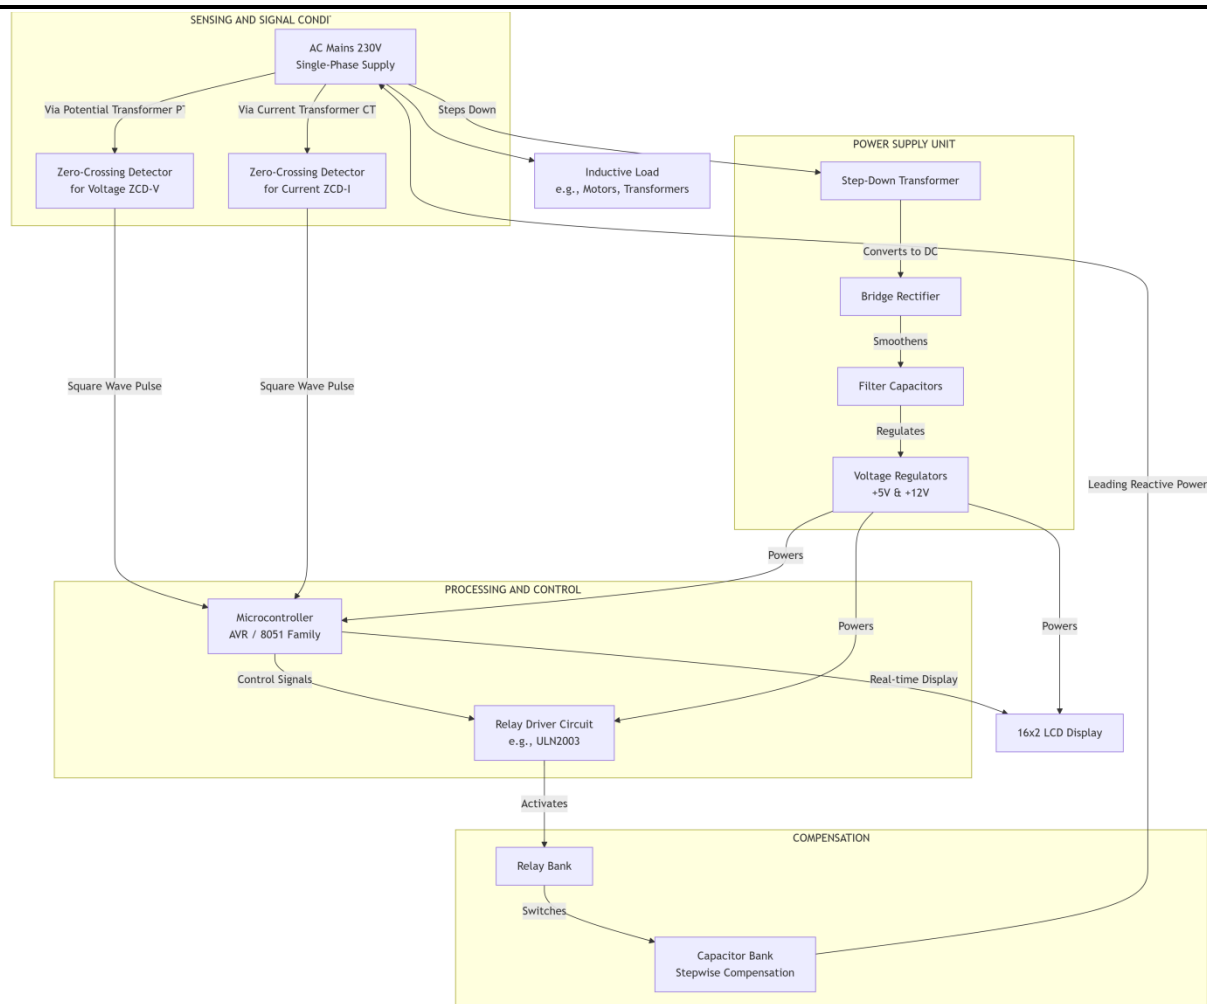 SENSING AND SIGNAL CONDI
AC Mains 230V
Single-Phase Supply
Via Potential Transformer P
Via Current Transformer CT
Steps Down
POWER SUPPLY UNIT
Zero-Crossing Detector
for Voltage ZCD-V
Zero-Crossing Detector
for Current ZCD-I
Inductive Load
e.g., Motors, Transformers
Step-Down Transformer
Converts to DC
Bridge Rectifier
Smoothens
Square Wave Pulse
Square Wave Pulse
Filter Capacitors
Regulates
Voltage Regulators
+5V & +12V
Leading Reactive Power
Powers
PROCESSING AND CONTROL
Microcontroller
AVR / 8051 Family
Powers
Powers
Control Signals
Real-time Display
Relay Driver Circuit
e.g., ULN2003
16x2 LCD Display
Activates
COMPENSATION
Relay Bank
Switches
Capacitor Bank
Stepwise Compensation